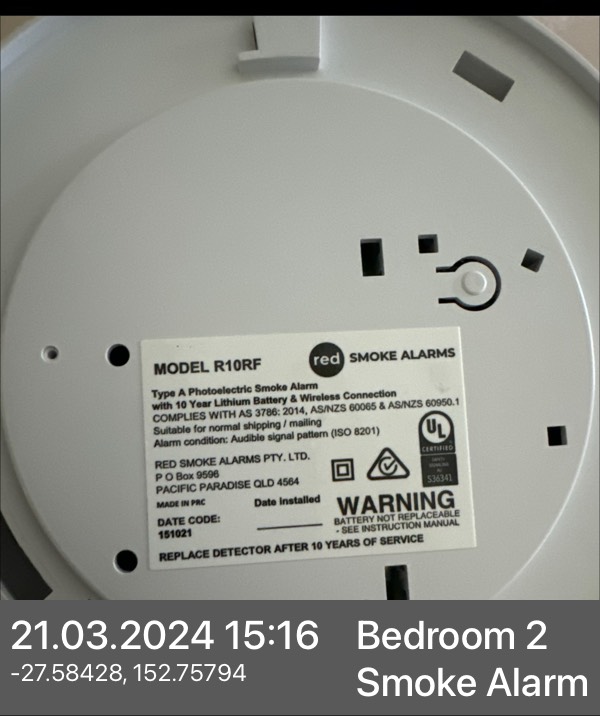 MODEL R10RF
red SMOKE ALARMS
Type A Photoelectric Smoke Alarm
with 10 Year Lithium Battery & Wireless Connection
COMPLIES WITH AS 3786: 2014, AS/NZS 60065 & AS/NZS 60950.1
Suitable for normal shipping / mailing
Alarm condition: Audible signal pattern (ISO 8201)
RED SMOKE ALARMS PTY. LTD.
P O Box 9596
PACIFIC PARADISE QLD 4564
UL
CERTIFIED
S36341
MADE IN PRC
Date Installed
DATE CODE:
151021
WARNING
BATTERY NOT REPLACEABLE
- SEE INSTRUCTION MANUAL
REPLACE DETECTOR AFTER 10 YEARS OF SERVICE
21.03.2024 15:16
-27.58428, 152.75794
Bedroom 2
Smoke Alarm